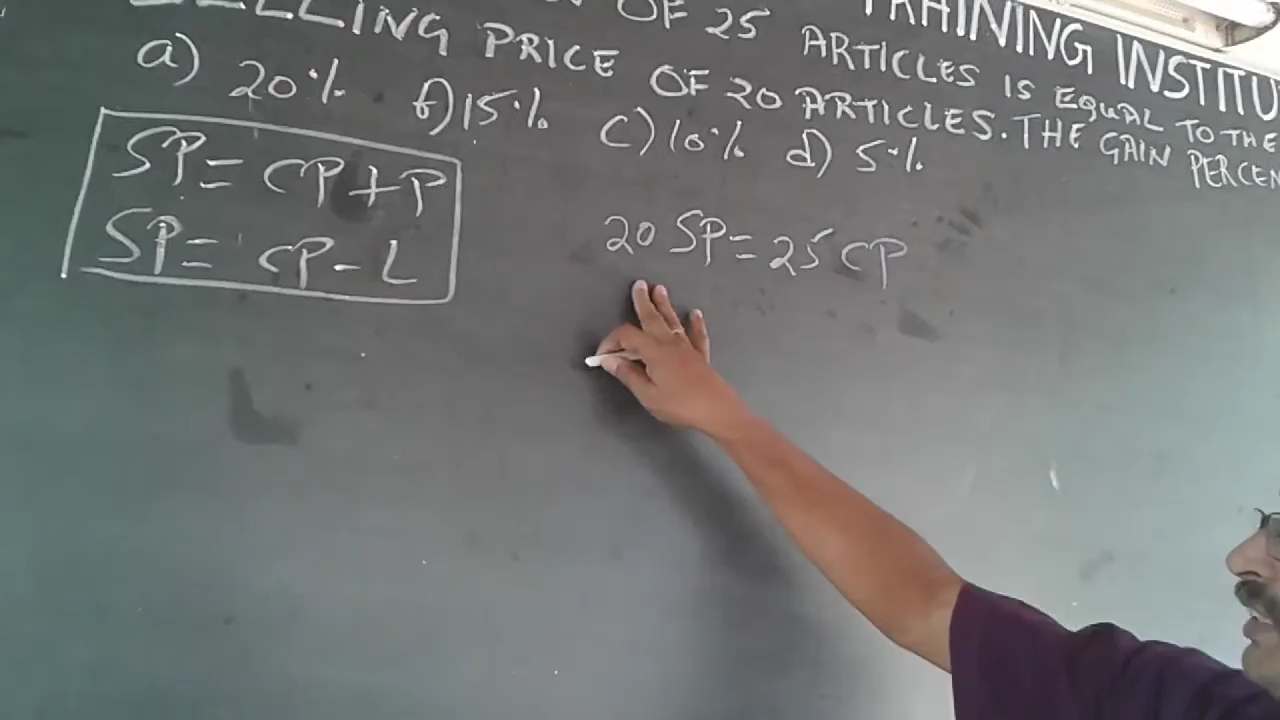 TRAINING INSTITU
OF 25 ARTICLES IS EQUAL TO THE
SELLING PRICE OF 20 ARTICLES. THE GAIN PERCEN
a) 20% b) 15% c) 10% d) 5%
SP = CP + P
SP = CP - L
20 SP = 25 CP